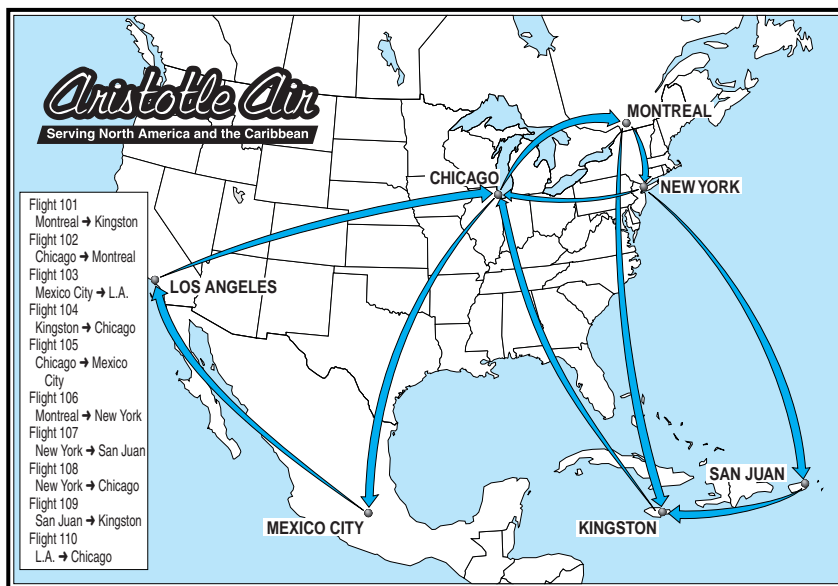 Aristotle Air
Serving North America and the Caribbean
MONTREAL
CHICAGO
NEW YORK
LOS ANGELES
SAN JUAN
MEXICO CITY
KINGSTON
Flight 101
Montreal ➜ Kingston
Flight 102
Chicago ➜ Montreal
Flight 103
Mexico City ➜ L.A.
Flight 104
Kingston ➜ Chicago
Flight 105
Chicago ➜ Mexico
City
Flight 106
Montreal ➜ New York
Flight 107
New York ➜ San Juan
Flight 108
New York ➜ Chicago
Flight 109
San Juan ➜ Kingston
Flight 110
L.A. ➜ Chicago